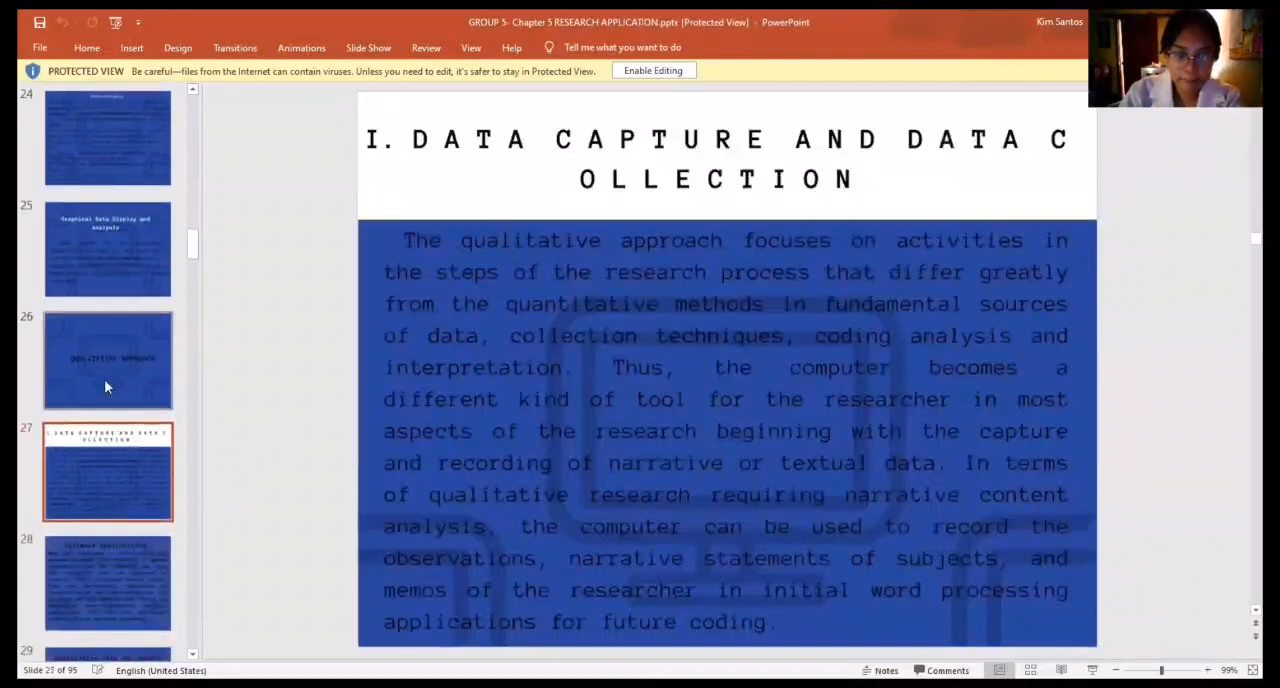 GROUP 5- Chapter 5 RESEARCH APPLICATION.pptx [Protected View] - PowerPoint
Kim Santos
File Home Insert Design Transitions Animations Slide Show Review View Help Tell me what you want to do
PROTECTED VIEW Be careful—files from the Internet can contain viruses. Unless you need to edit, it's safer to stay in Protected View. Enable Editing
24
25
Graphical Data Display and
Analysis
26
QUALITATIVE APPROACH
27
I. DATA CAPTURE AND DATA C
OLLECTION
28
29
I. DATA CAPTURE AND DATA C
OLLECTION
The qualitative approach focuses on activities in
the steps of the research process that differ greatly
from the quantitative methods in fundamental sources
of data, collection techniques, coding analysis and
interpretation. Thus, the computer becomes a
different kind of tool for the researcher in most
aspects of the research beginning with the capture
and recording of narrative or textual data. In terms
of qualitative research requiring narrative content
analysis, the computer can be used to record the
observations, narrative statements of subjects, and
memos of the researcher in initial word processing
applications for future coding.
Slide 27 of 95 English (United States) Notes Comments 99%